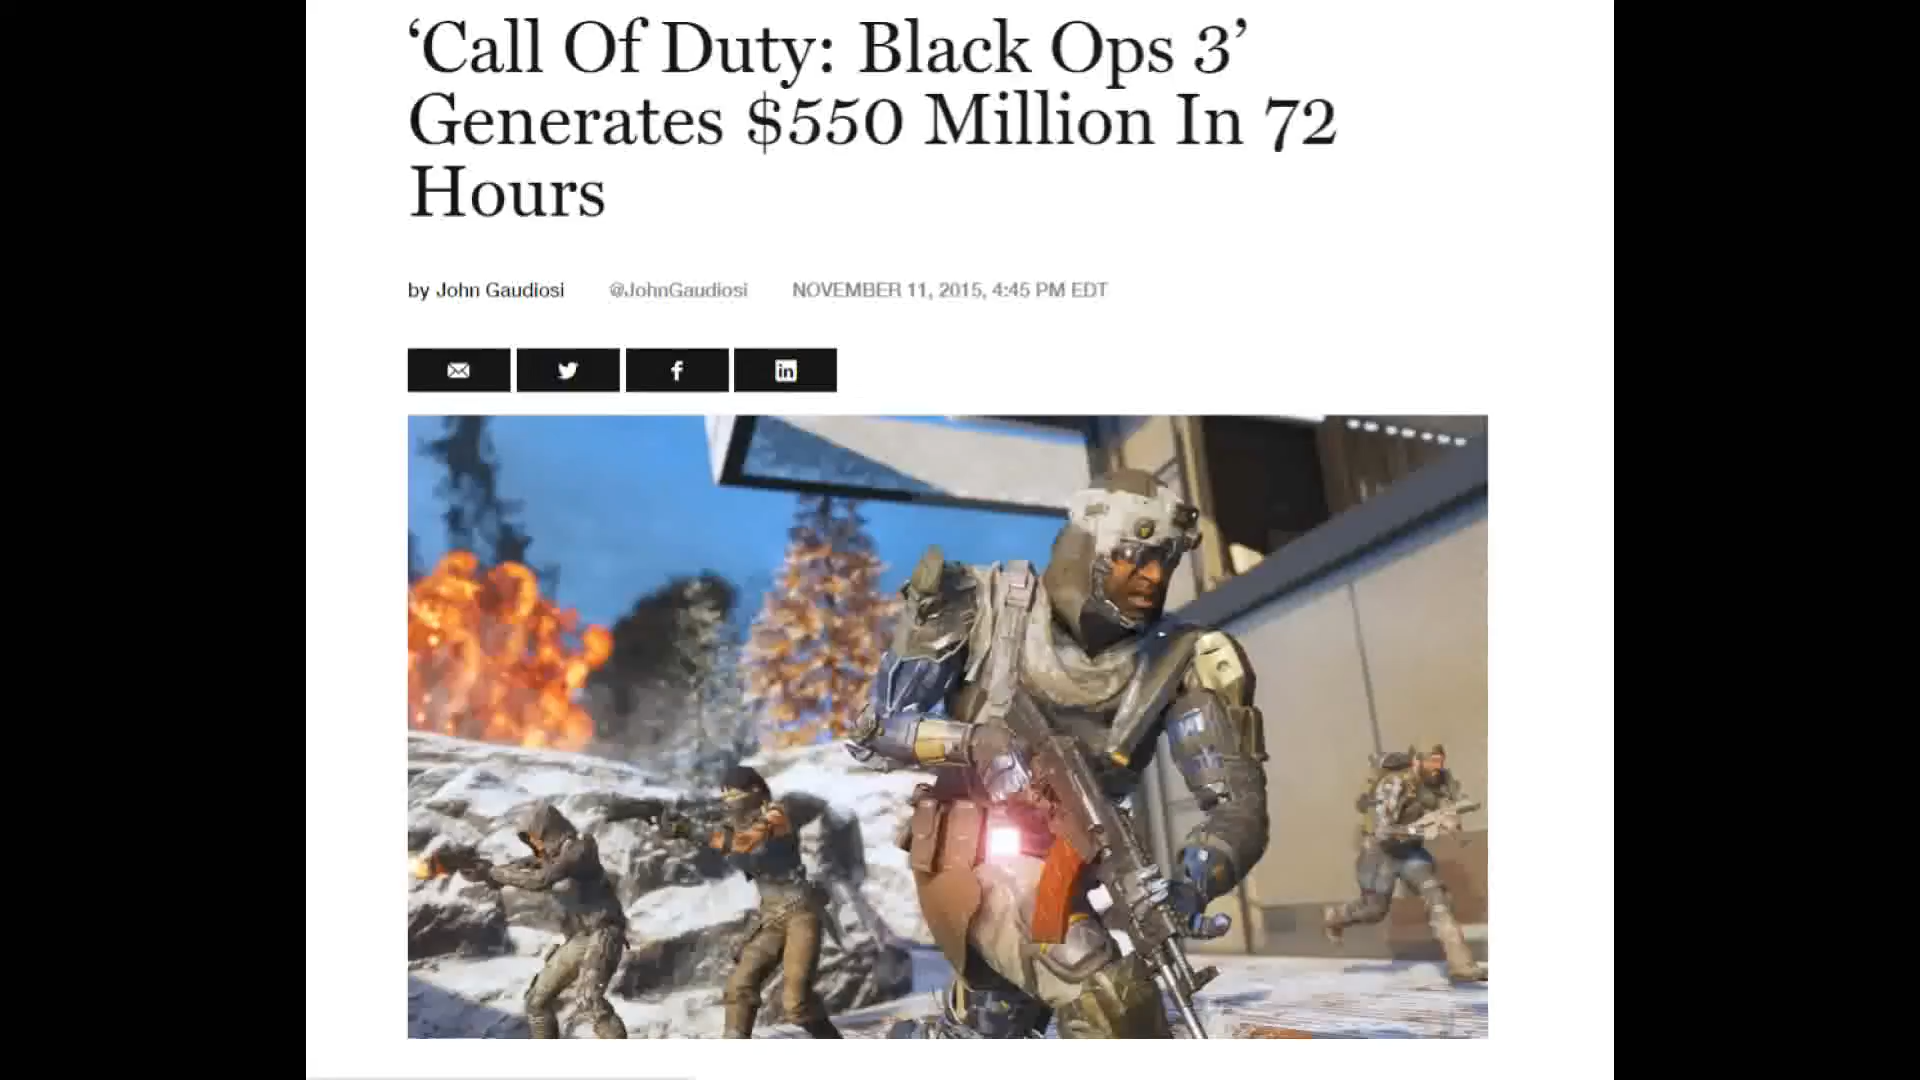 ‘Call Of Duty: Black Ops 3’
Generates $550 Million In 72
Hours
by John Gaudiosi @JohnGaudiosi NOVEMBER 11, 2015, 4:45 PM EDT
f in